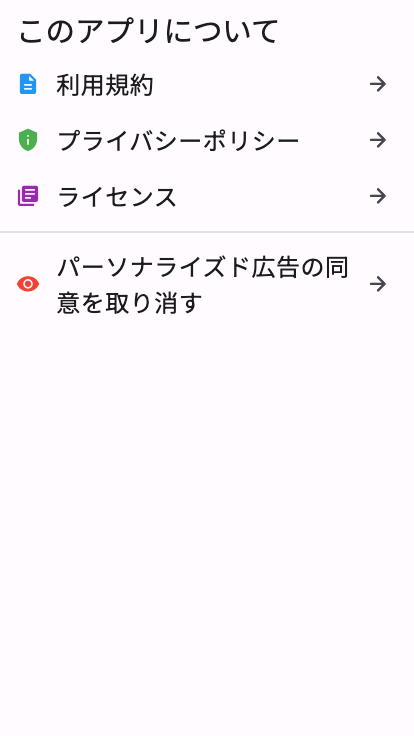 このアプリについて
利用規約
プライバシーポリシー
ライセンス
パーソナライズド広告の同
意を取り消す